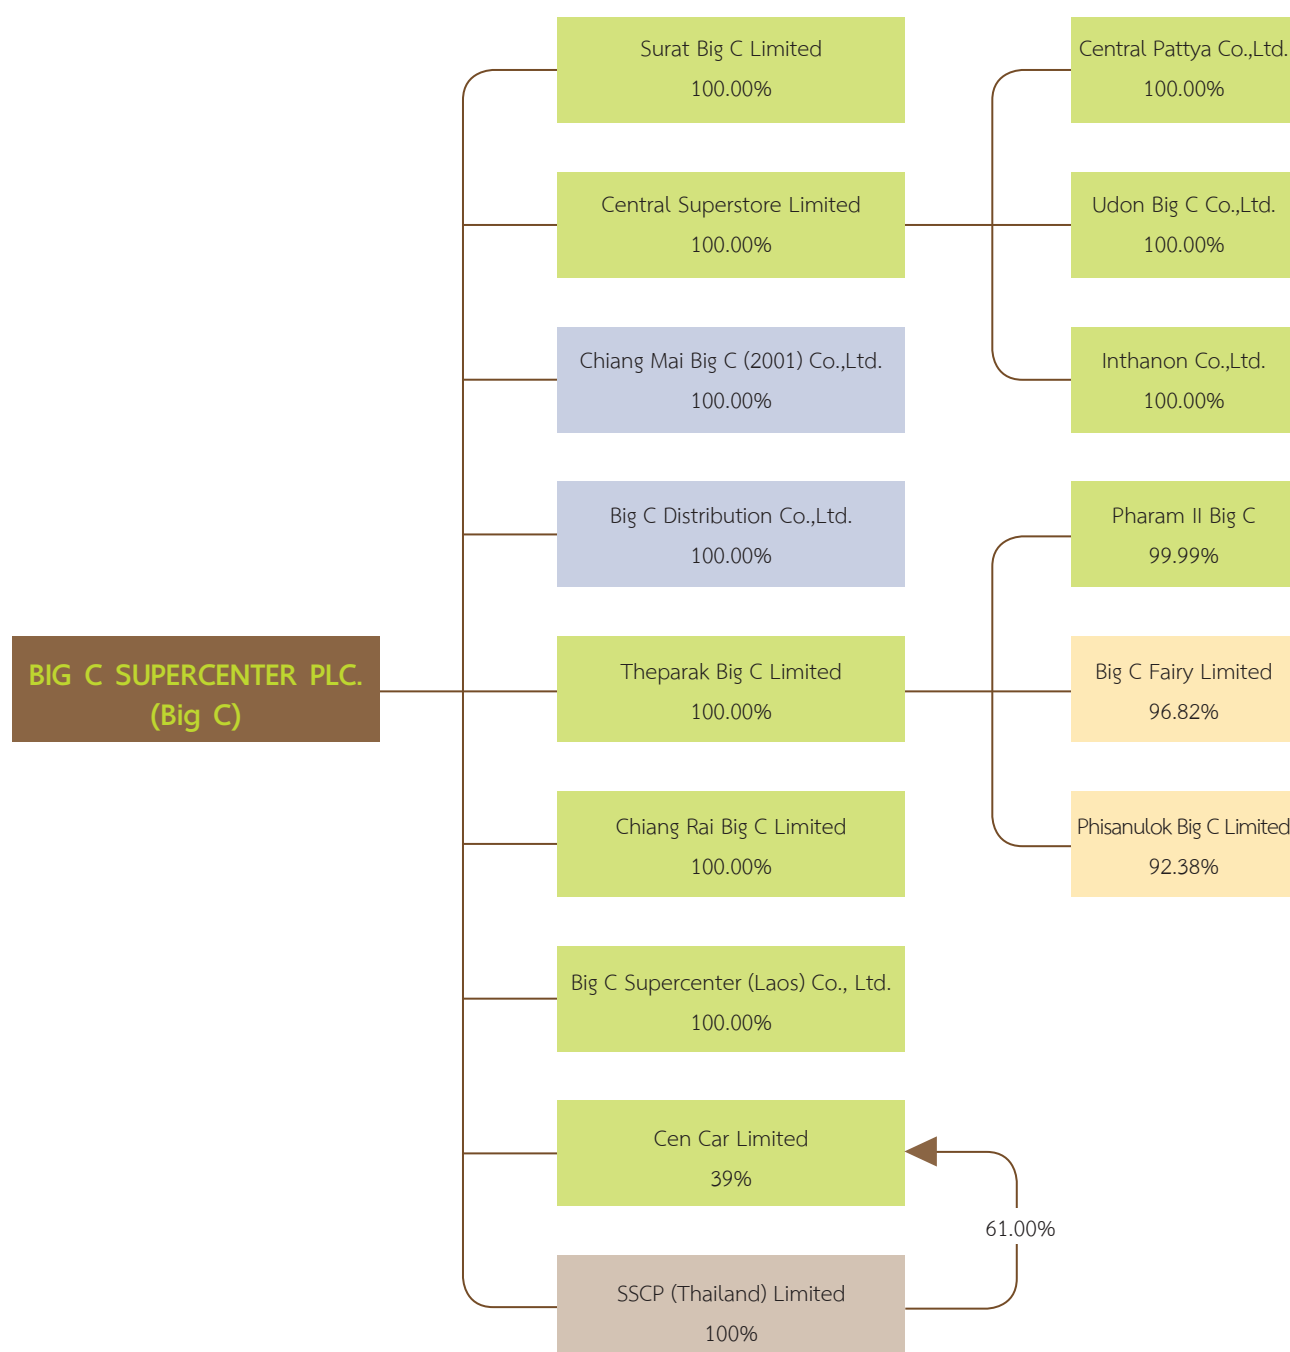 BIG C SUPERCENTER PLC.
(Big C)
Surat Big C Limited
100.00%
Central Superstore Limited
100.00%
Chiang Mai Big C (2001) Co.,Ltd.
100.00%
Big C Distribution Co.,Ltd.
100.00%
Theparak Big C Limited
100.00%
Chiang Rai Big C Limited
100.00%
Big C Supercenter (Laos) Co., Ltd.
100.00%
Cen Car Limited
39%
SSCP (Thailand) Limited
100%
61.00%
Central Pattya Co.,Ltd.
100.00%
Udon Big C Co.,Ltd.
100.00%
Inthanon Co.,Ltd.
100.00%
Pharam II Big C
99.99%
Big C Fairy Limited
96.82%
Phisanulok Big C Limited
92.38%